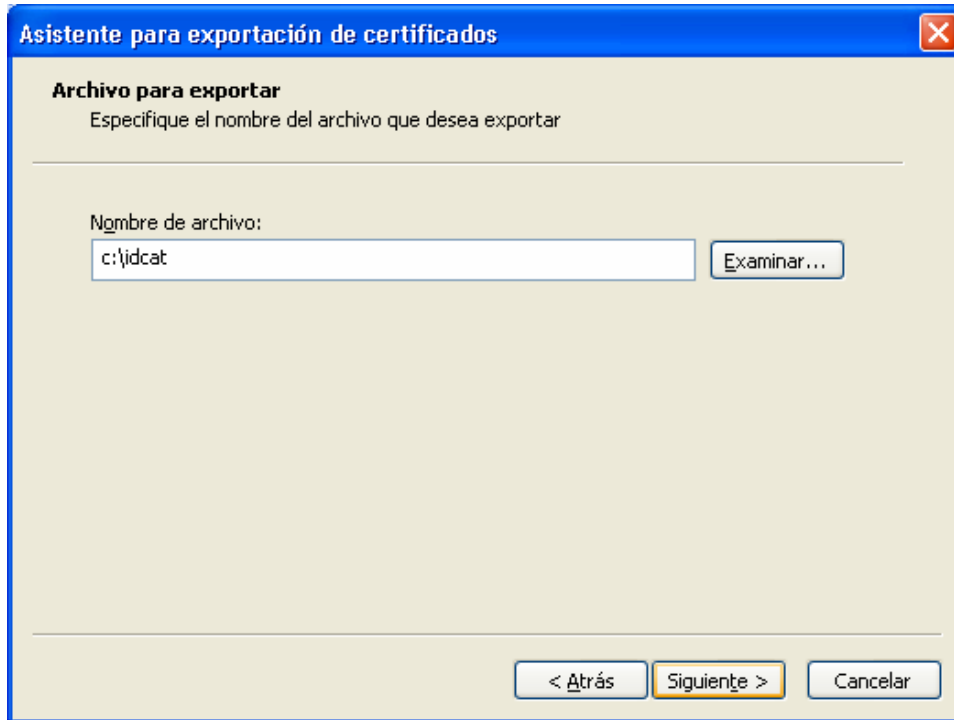 Asistente para exportación de certificados
Archivo para exportar
Especifique el nombre del archivo que desea exportar
Nombre de archivo:
c:\idcat
Examinar...
< Atrás
Siguiente >
Cancelar